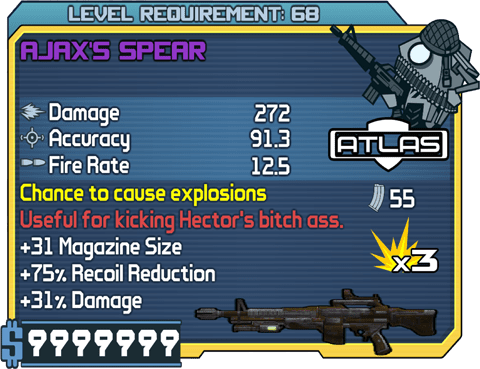 LEVEL REQUIREMENT: 68
AJAX'S SPEAR
Damage 272
Accuracy 91.3
Fire Rate 12.5
ATLAS
Chance to cause explosions
55
Useful for kicking Hector's bitch ass.
+31 Magazine Size
x3
+75% Recoil Reduction
+31% Damage
$9999999